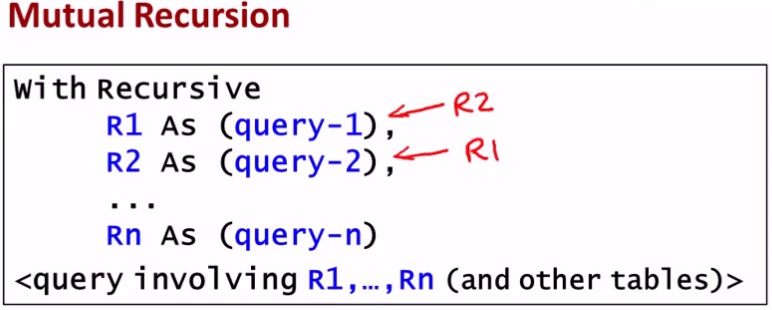 Mutual Recursion
With Recursive
R1 As (query-1), R2
R2 As (query-2), R1
...
Rn As (query-n)
<query involving R1,…,Rn (and other tables)>